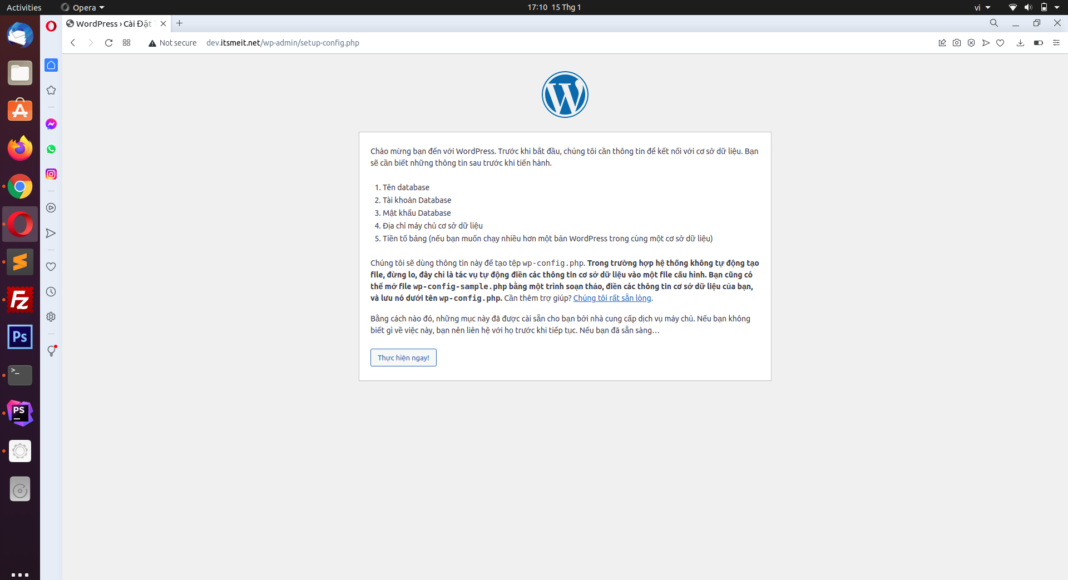 Activities
Opera
17:10 15 Thg 1
vi
WordPress › Cài Đặt
Not secure
dev.itsmeit.net/wp-admin/setup-config.php
Chào mừng bạn đến với WordPress. Trước khi bắt đầu, chúng tôi cần thông tin để kết nối với cơ sở dữ liệu. Bạn
sẽ cần biết những thông tin sau trước khi tiến hành.
1. Tên database
2. Tài khoản Database
3. Mật khẩu Database
4. Địa chỉ máy chủ cơ sở dữ liệu
5. Tiền tố bảng (nếu bạn muốn chạy nhiều hơn một bản WordPress trong cùng một cơ sở dữ liệu)
Chúng tôi sẽ dùng thông tin này để tạo tệp wp-config.php. Trong trường hợp hệ thống không tự động tạo
file, đừng lo, đây chỉ là tác vụ tự động điền các thông tin cơ sở dữ liệu vào một file cấu hình. Bạn cũng có
thể mở file wp-config-sample.php bằng một trình soạn thảo, điền các thông tin cơ sở dữ liệu của bạn,
và lưu nó dưới tên wp-config.php. Cần thêm trợ giúp? Chúng tôi rất sẵn lòng.
Bằng cách nào đó, những mục này đã được cài sẵn cho bạn bởi nhà cung cấp dịch vụ máy chủ. Nếu bạn không
biết gì về việc này, bạn nên liên hệ với họ trước khi tiếp tục. Nếu bạn đã sẵn sàng…
Thực hiện ngay!
Fz
Ps
>_
PS